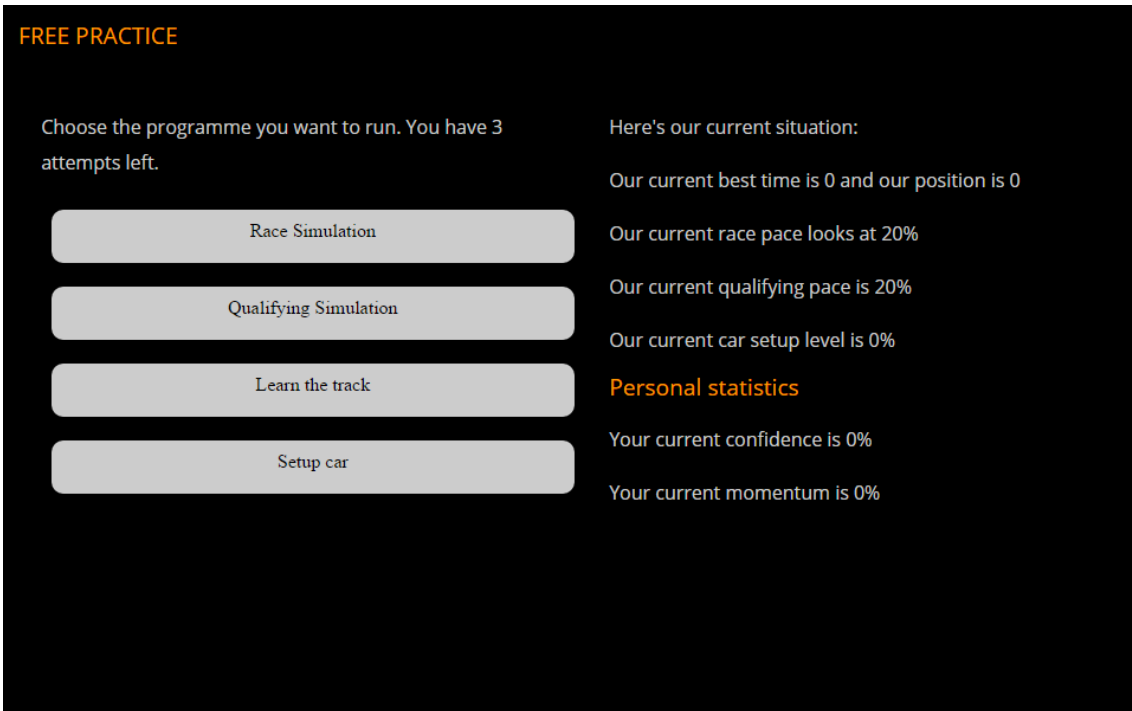 FREE PRACTICE
Choose the programme you want to run. You have 3
attempts left.
Race Simulation
Qualifying Simulation
Learn the track
Setup car
Here's our current situation:
Our current best time is 0 and our position is 0
Our current race pace looks at 20%
Our current qualifying pace is 20%
Our current car setup level is 0%
Personal statistics
Your current confidence is 0%
Your current momentum is 0%